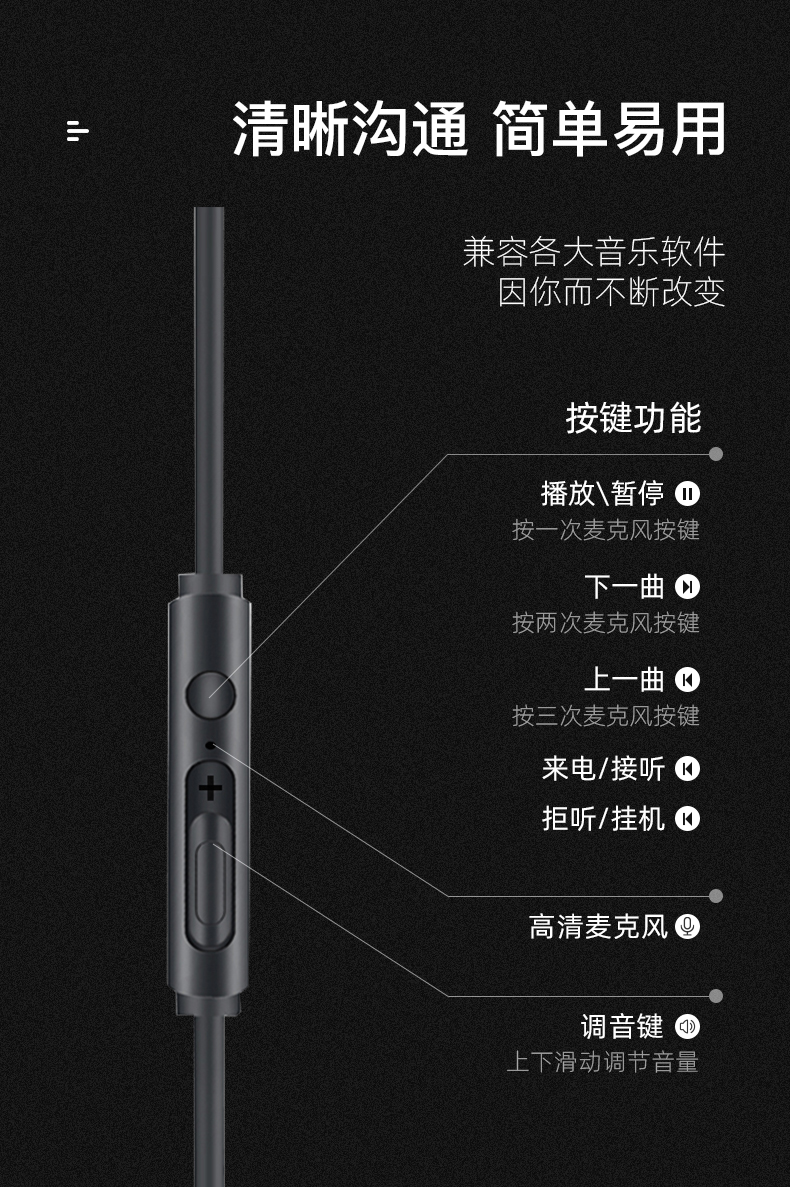 清晰沟通 简单易用
兼容各大音乐软件
因你而不断改变
按键功能
播放\暂停
按一次麦克风按键
下一曲
按两次麦克风按键
上一曲
按三次麦克风按键
来电/接听
拒听/挂机
+
高清麦克风
调音键
上下滑动调节音量